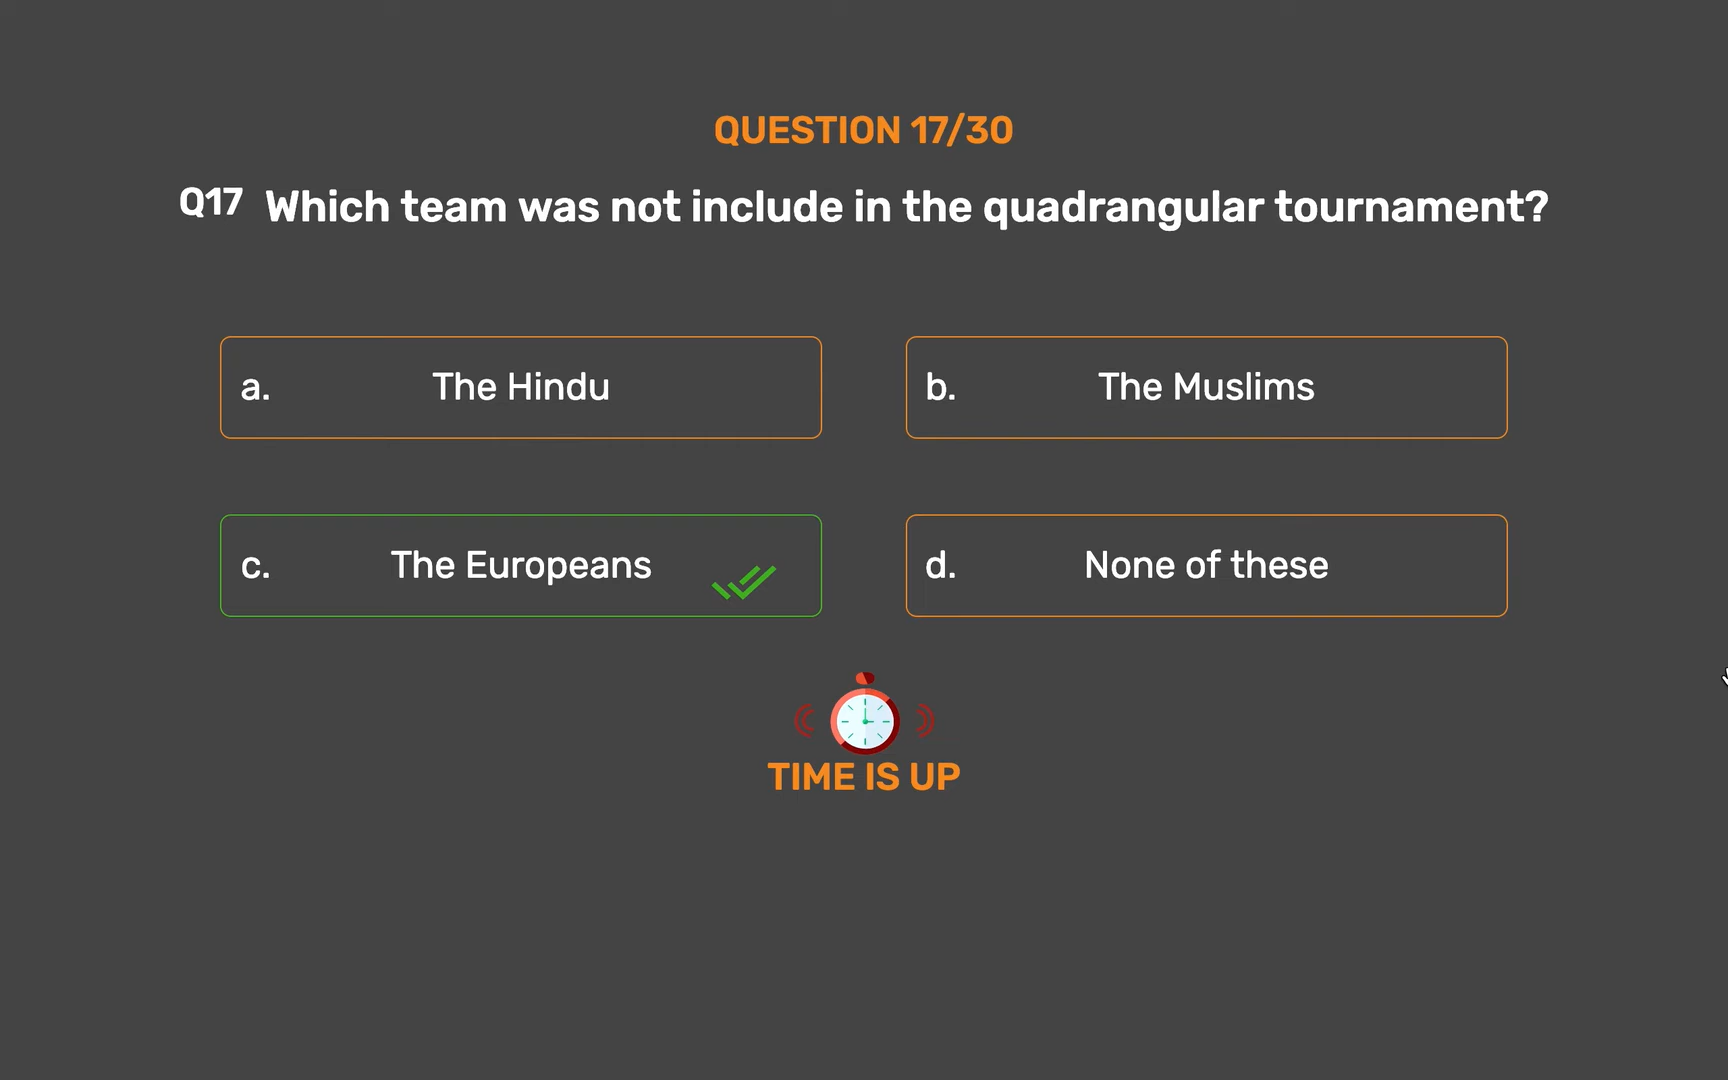 QUESTION 17/30
Q17 Which team was not include in the quadrangular tournament?
a. The Hindu
b. The Muslims
c. The Europeans
d. None of these
TIME IS UP